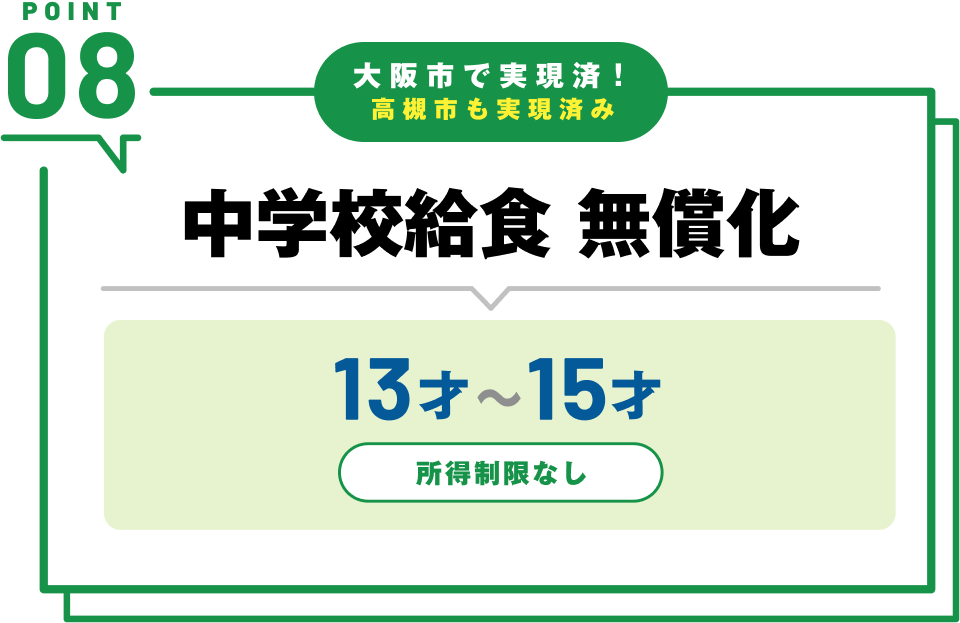 POINT
08
大阪市で実現済！
高槻市も実現済み
中学校給食 無償化
13才～15才
所得制限なし